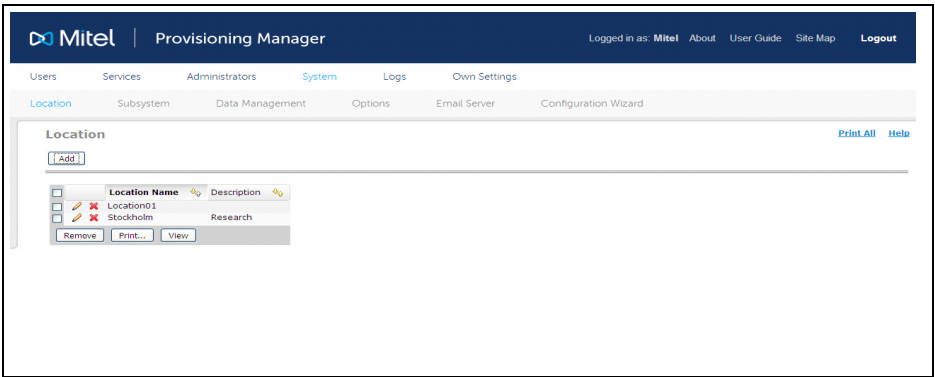 Mitel | Provisioning Manager Logged in as: Mitel About User Guide Site Map Logout
Users Services Administrators System Logs Own Settings
Location Subsystem Data Management Options Email Server Configuration Wizard
Location Print All Help
Add
Location Name Description
Location01
Stockholm Research
Remove Print... View